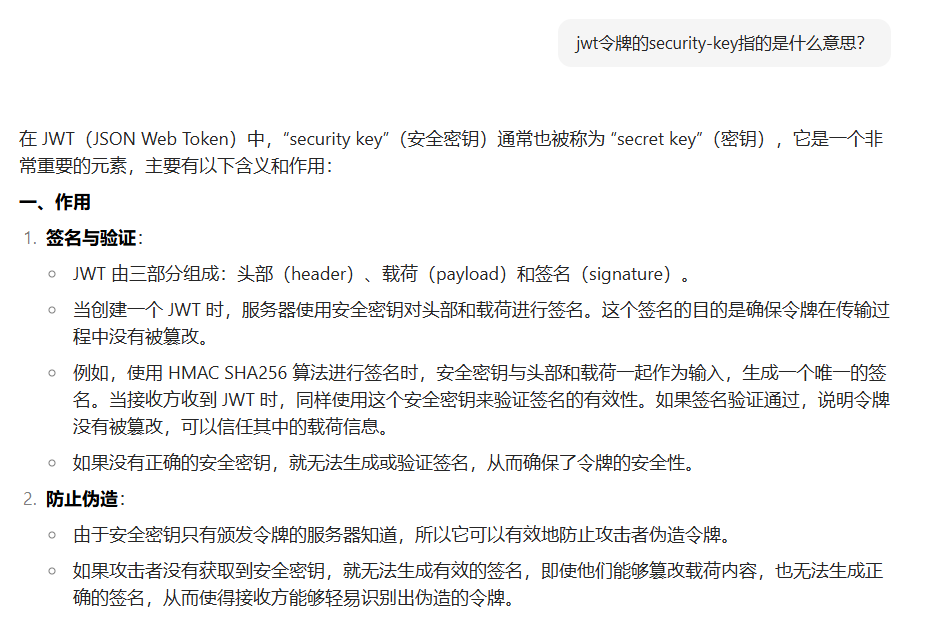 jwt令牌的security-key指的是什么意思？
在 JWT（JSON Web Token）中，“security key”（安全密钥）通常也被称为 “secret key”（密钥），它是一个非
常重要的元素，主要有以下含义和作用：
一、作用
1. 签名与验证：
JWT 由三部分组成：头部（header）、载荷（payload）和签名（signature）。
当创建一个 JWT 时，服务器使用安全密钥对头部和载荷进行签名。这个签名的目的是确保令牌在传输过
程中没有被篡改。
例如，使用 HMAC SHA256 算法进行签名时，安全密钥与头部和载荷一起作为输入，生成一个唯一的签
名。当接收方收到 JWT 时，同样使用这个安全密钥来验证签名的有效性。如果签名验证通过，说明令牌
没有被篡改，可以信任其中的载荷信息。
如果没有正确的安全密钥，就无法生成或验证签名，从而确保了令牌的安全性。
2. 防止伪造：
由于安全密钥只有颁发令牌的服务器知道，所以它可以有效地防止攻击者伪造令牌。
如果攻击者没有获取到安全密钥，就无法生成有效的签名，即使他们能够篡改载荷内容，也无法生成正
确的签名，从而使得接收方能够轻易识别出伪造的令牌。